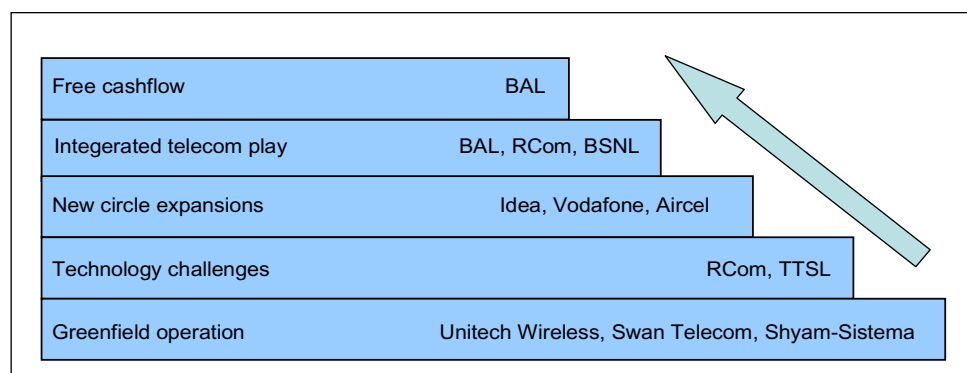 Free cashflow BAL
Integerated telecom play BAL, RCom, BSNL
New circle expansions Idea, Vodafone, Aircel
Technology challenges RCom, TTSL
Greenfield operation Unitech Wireless, Swan Telecom, Shyam-Sistema